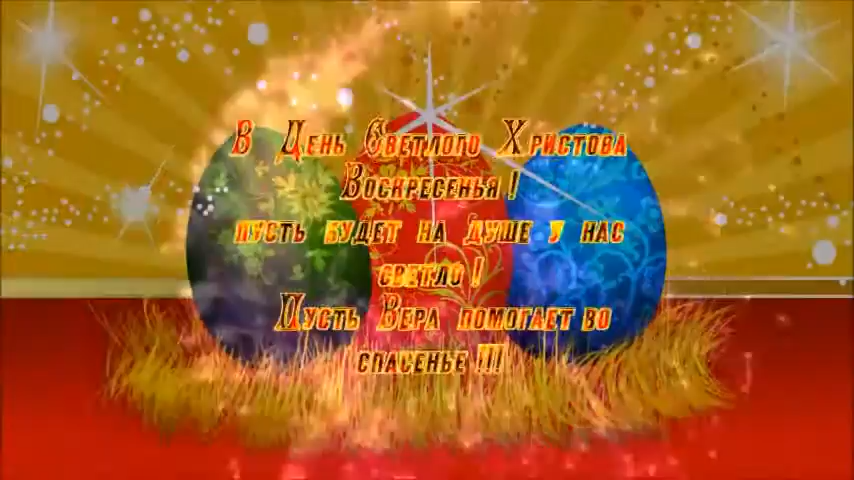 В День Светлого Христова
Воскресенья !
пусть будет на душе у нас
светло !
Пусть Вера помогает во
спасенье !!!